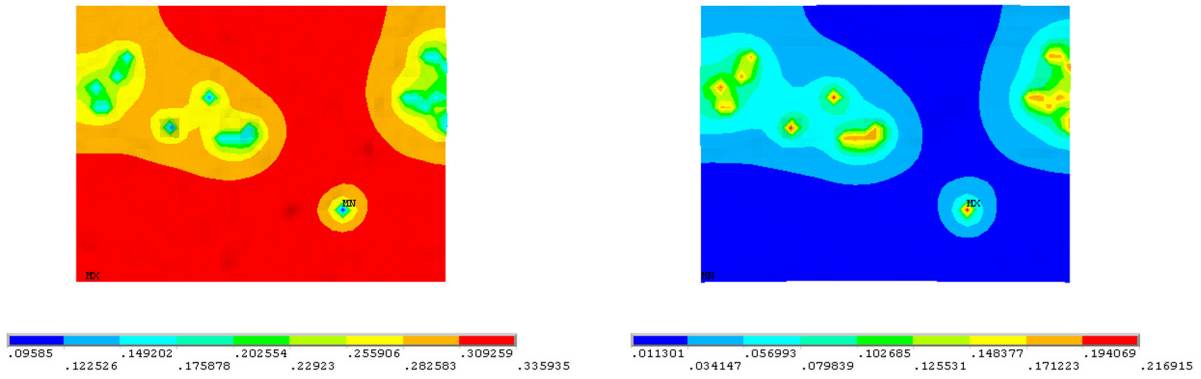 MN
MX
MX
MN
.09585 .149202 .202554 .255906 .309259
.122526 .175878 .22923 .282583 .335935
.011301 .056993 .102685 .148377 .194069
.034147 .079839 .125531 .171223 .216915